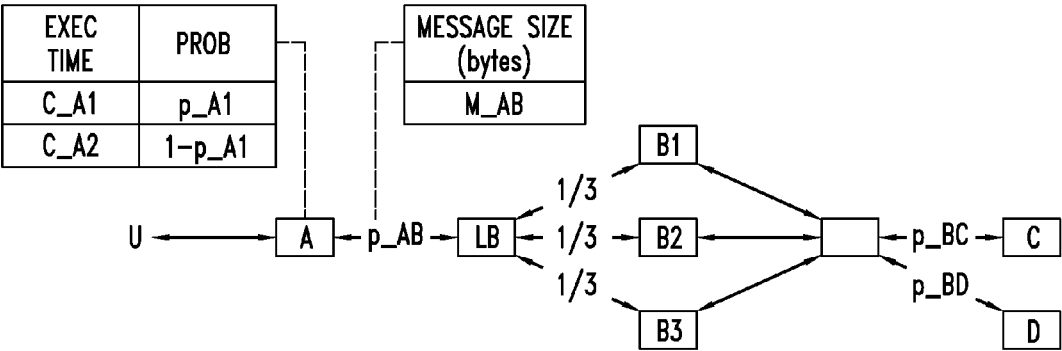 EXEC TIME
PROB
C_A1
p_A1
C_A2
1-p_A1
MESSAGE SIZE
(bytes)
M_AB
B1
1/3
U
A
p_AB
LB
1/3
B2
p_BC
C
1/3
p_BD
B3
D